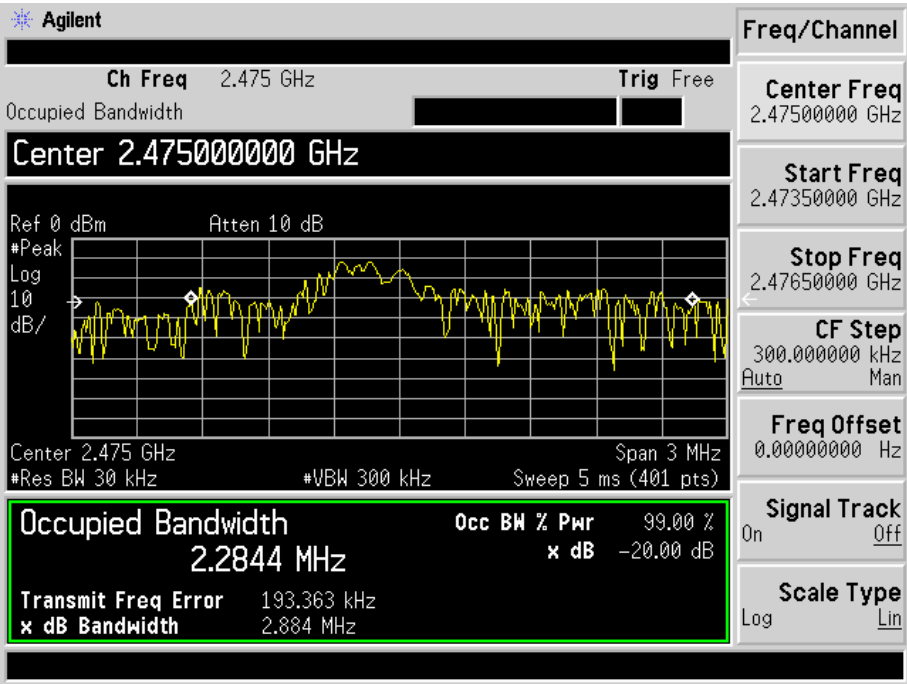 Agilent
Ch Freq 2.475 GHz Trig Free
Occupied Bandwidth
Center 2.475000000 GHz
Ref 0 dBm Atten 10 dB
#Peak
Log
10
dB/
Center 2.475 GHz Span 3 MHz
#Res BW 30 kHz #VBW 300 kHz Sweep 5 ms (401 pts)
Occupied Bandwidth Occ BW % Pwr 99.00 %
2.2844 MHz x dB -20.00 dB
Transmit Freq Error 193.363 kHz
x dB Bandwidth 2.884 MHz
Freq/Channel
Center Freq
2.47500000 GHz
Start Freq
2.47350000 GHz
Stop Freq
2.47650000 GHz
CF Step
300.000000 kHz
Auto Man
Freq Offset
0.00000000 Hz
Signal Track
On Off
Scale Type
Log Lin